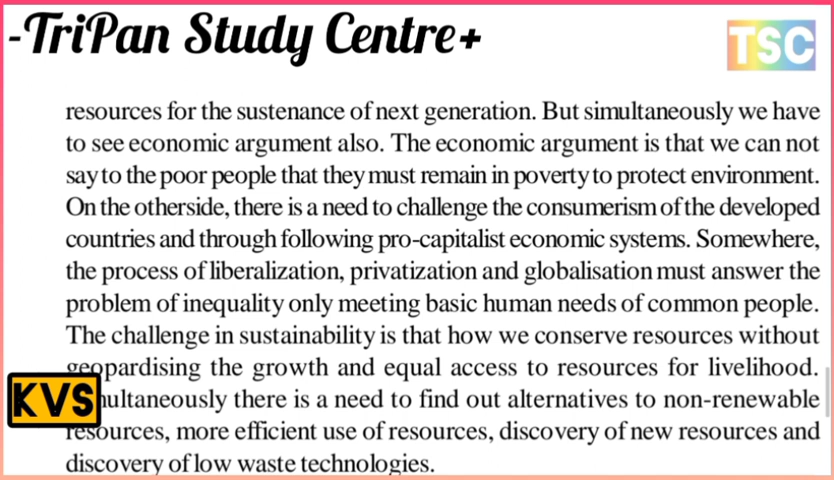 -TriPan Study Centre+
TSC
resources for the sustenance of next generation. But simultaneously we have
to see economic argument also. The economic argument is that we can not
say to the poor people that they must remain in poverty to protect environment.
On the otherside, there is a need to challenge the consumerism of the developed
countries and through following pro-capitalist economic systems. Somewhere,
the process of liberalization, privatization and globalisation must answer the
problem of inequality only meeting basic human needs of common people.
The challenge in sustainability is that how we conserve resources without
geopardising the growth and equal access to resources for livelihood.
KVS
multaneously there is a need to find out alternatives to non-renewable
resources, more efficient use of resources, discovery of new resources and
discovery of low waste technologies.